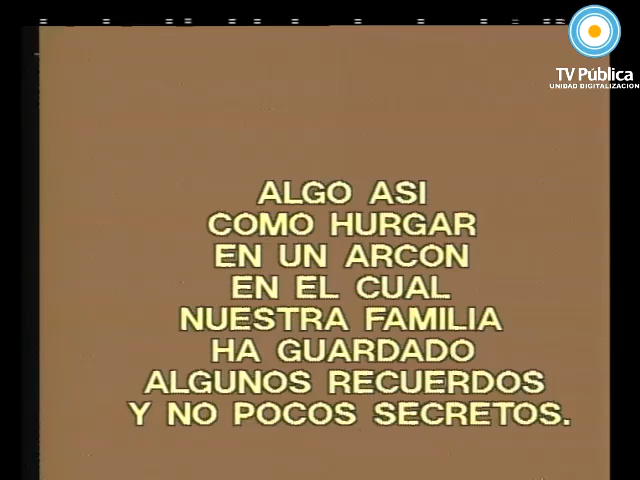 TV Pública
UNIDAD DIGITALIZACION
ALGO ASI
COMO HURGAR
EN UN ARCON
EN EL CUAL
NUESTRA FAMILIA
HA GUARDADO
ALGUNOS RECUERDOS
Y NO POCOS SECRETOS.